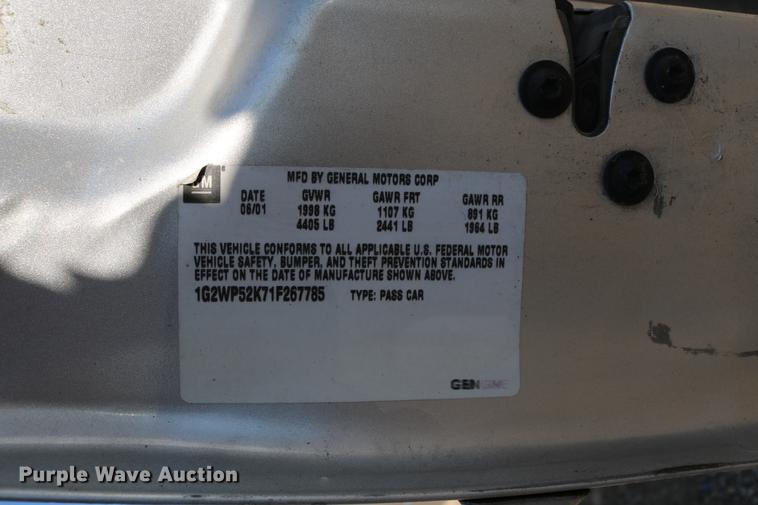 GM
MFD BY GENERAL MOTORS CORP
DATE GVWR GAWR FRT GAWR RR
06/01 1998 KG 1107 KG 891 KG
4405 LB 2441 LB 1964 LB
THIS VEHICLE CONFORMS TO ALL APPLICABLE U.S. FEDERAL MOTOR
VEHICLE SAFETY, BUMPER, AND THEFT PREVENTION STANDARDS IN
EFFECT ON THE DATE OF MANUFACTURE SHOWN ABOVE.
1G2WP52K71F267785 TYPE: PASS CAR
Purple Wave Auction